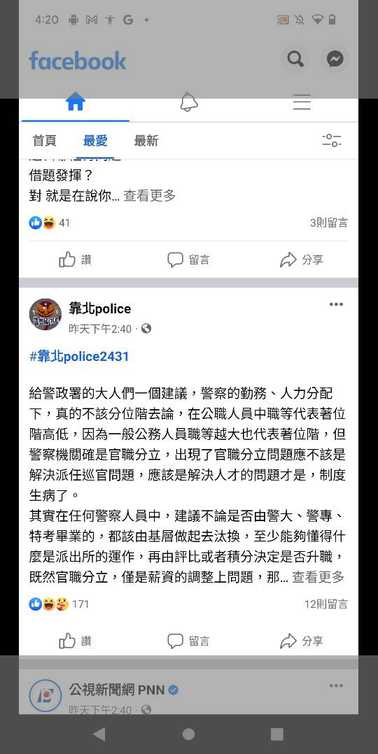 4:20
facebook
首頁 最愛 最新
借題發揮？
對 就是在說你... 查看更多
41 3則留言
讚 留言 分享
靠北police
昨天下午2:40
#靠北police2431
給警政署的大人們一個建議，警察的勤務、人力分配
下，真的不該分位階去論，在公職人員中職等代表著位
階高低，因為一般公務人員職等越大也代表著位階，但
警察機關確是官職分立，出現了官職分立問題應不該是
解決派任巡官問題，應該是解決人才的問題才是，制度
生病了。
其實在任何警察人員中，建議不論是否由警大、警專、
特考畢業的，都該由基層做起去汰換，至少能夠懂得什
麼是派出所的運作，再由評比或者積分決定是否升職，
既然官職分立，僅是薪資的調整上問題，那... 查看更多
171 12則留言
讚 留言 分享
公視新聞網 PNN
昨天下午2:40